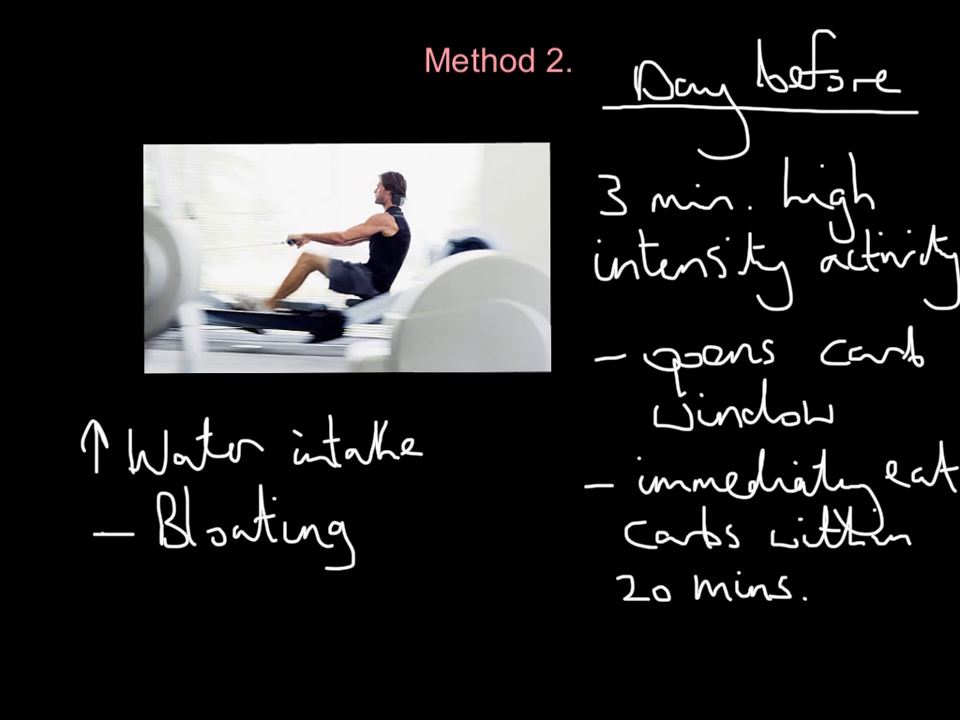 Method 2.
Day before
3 min. high
intensity activity
- opens carb
window
- immediatly eat
carbs within
20 mins.
↑ Water intake
- Bloating